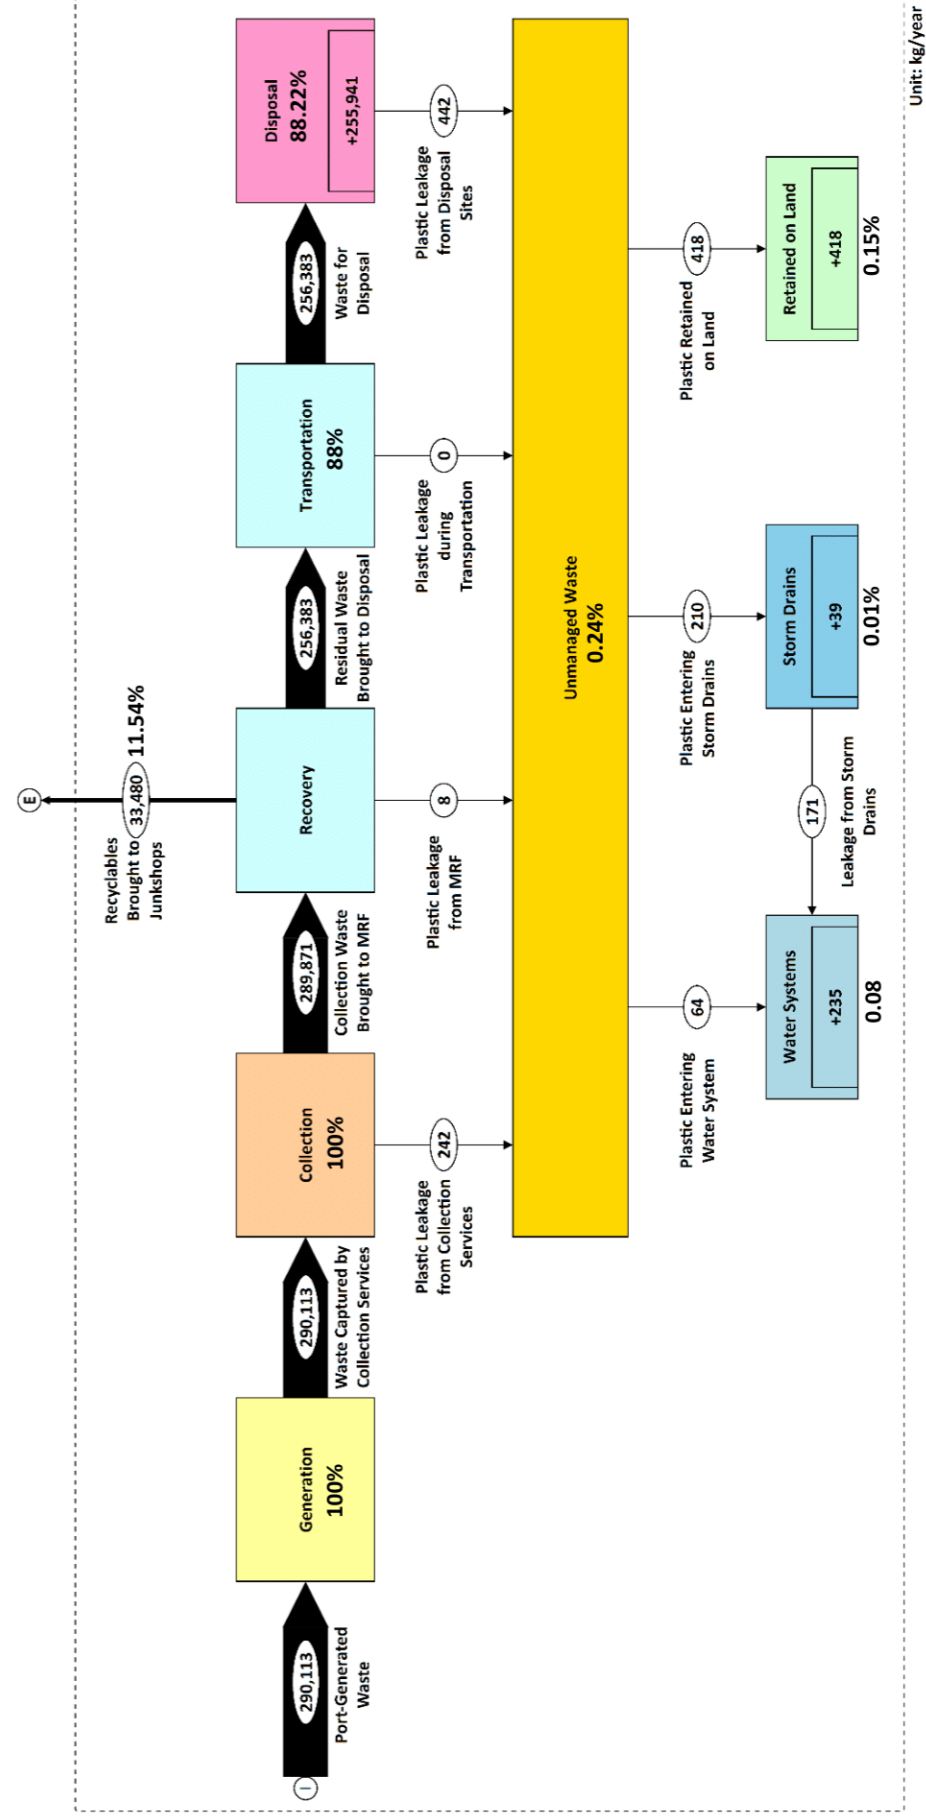 E
Recyclables
Brought to
Junkshops
33,480
11.54%
I
290,113
Port-Generated
Waste
Generation
100%
290,113
Waste Captured by
Collection Services
Collection
100%
289,871
Collection Waste
Brought to MRF
Recovery
256,383
Residual Waste
Brought to Disposal
Transportation
88%
256,383
Waste for
Disposal
Disposal
88.22%
+255,941
Plastic Leakage
from Collection
Services
242
Plastic Leakage
from MRF
8
Plastic Leakage
during
Transportation
0
Plastic Leakage
from Disposal
Sites
442
Unmanaged Waste
0.24%
Plastic Entering
Water System
64
Plastic Entering
Storm Drains
210
Plastic Retained
on Land
418
Water Systems
+235
0.08
171
Leakage from Storm
Drains
Storm Drains
+39
0.01%
Retained on Land
+418
0.15%
Unit: kg/year